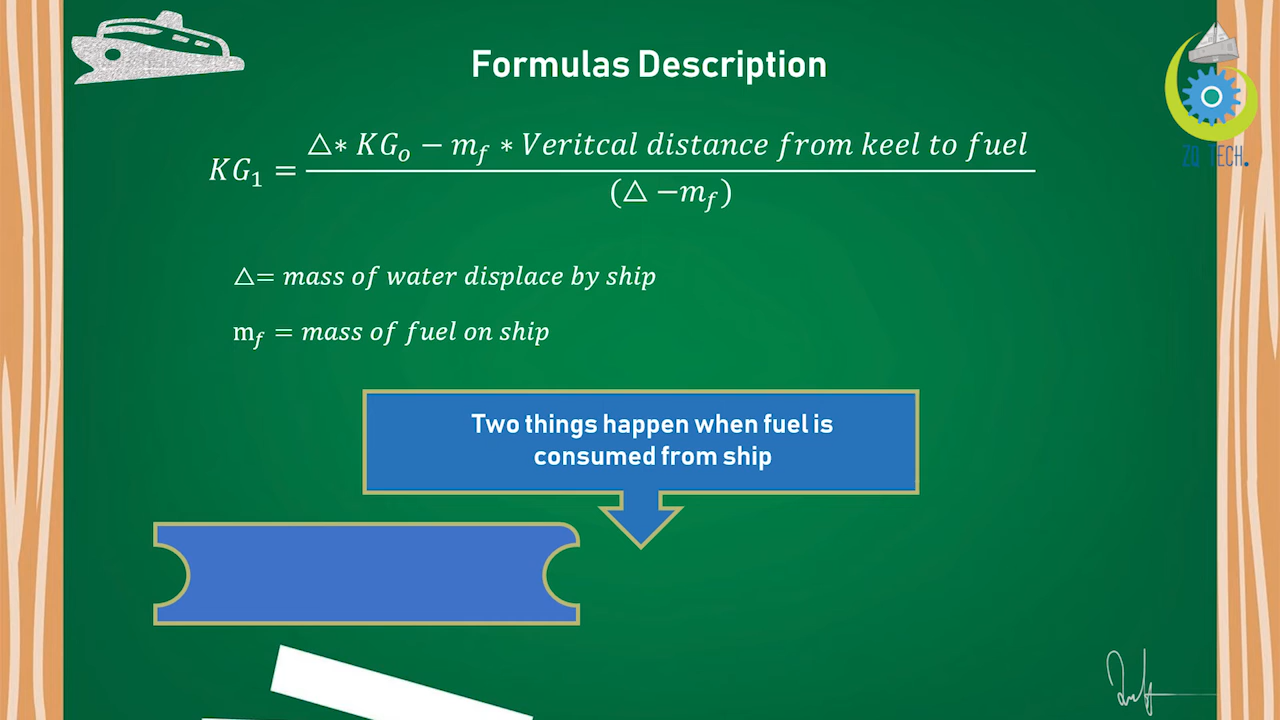 Formulas Description
KG₁ = (△* KGₒ − m_f * Veritcal distance from keel to fuel) / (△ −m_f)
△= mass of water displace by ship
m_f = mass of fuel on ship
Two things happen when fuel is
consumed from ship
ZQ TECH.